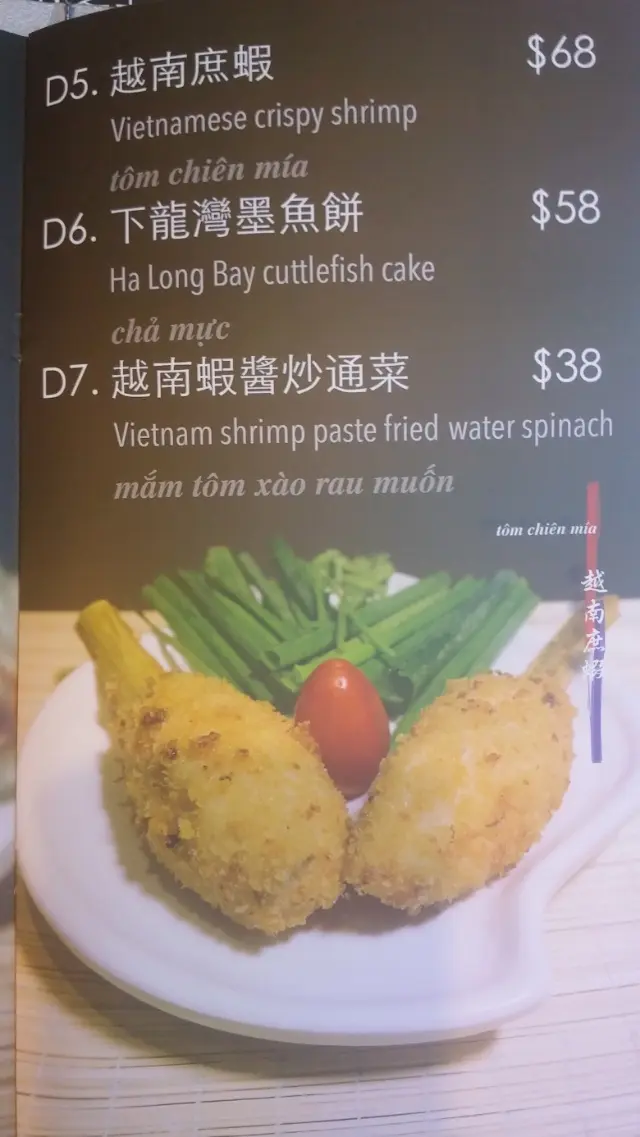 D5. 越南庶蝦 $68
Vietnamese crispy shrimp
tôm chiên mía
D6. 下龍灣墨魚餅 $58
Ha Long Bay cuttlefish cake
chả mực
D7. 越南蝦醬炒通菜 $38
Vietnam shrimp paste fried water spinach
mắm tôm xào rau muốn
tôm chiên mía
越南庶蝦